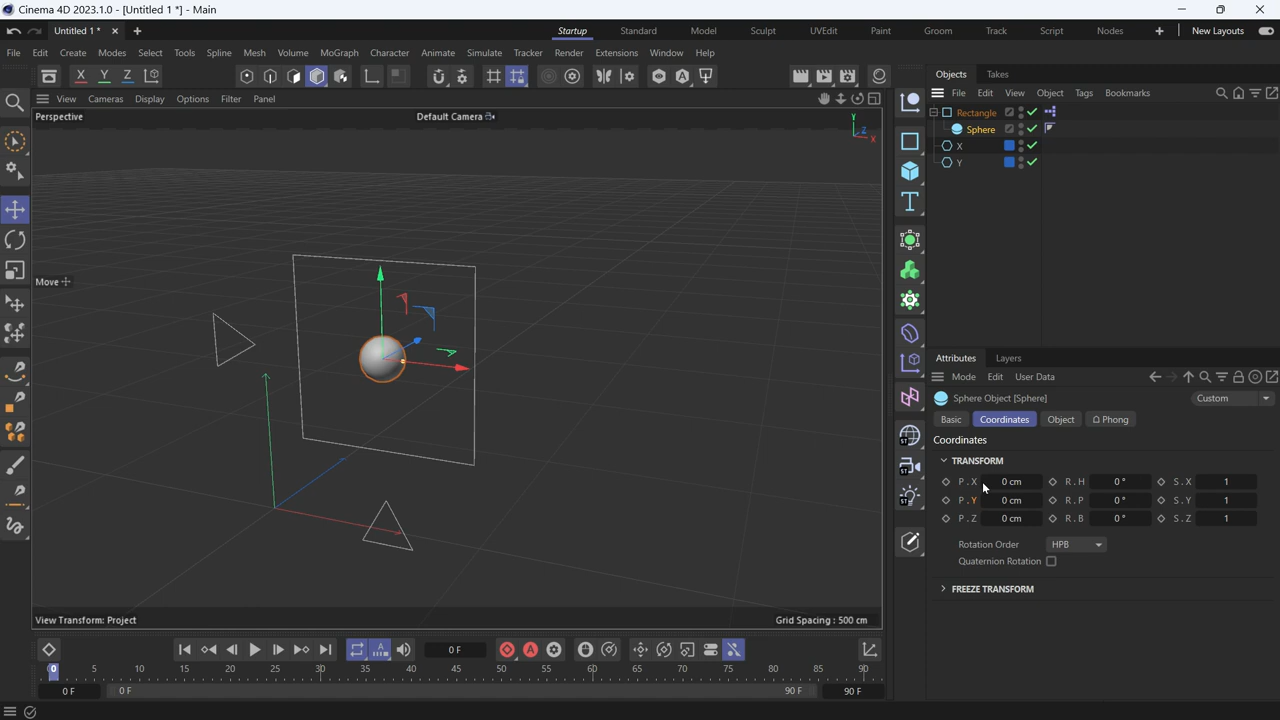 Cinema 4D 2023.1.0 - [Untitled 1 *] - Main
Untitled 1 * Startup Standard Model Sculpt UVEdit Paint Groom Track Script Nodes New Layouts
File Edit Create Modes Select Tools Spline Mesh Volume MoGraph Character Animate Simulate Tracker Render Extensions Window Help
X Y Z
Objects Takes
View Cameras Display Options Filter Panel
File Edit View Object Tags Bookmarks
Perspective Default Camera
Y Z X
Rectangle
Sphere
X
Y
Move
Attributes Layers
Mode Edit User Data
Sphere Object [Sphere] Custom
Basic Coordinates Object Phong
Coordinates
TRANSFORM
P . X 0 cm R . H 0 ° S . X 1
P . Y 0 cm R . P 0 ° S . Y 1
P . Z 0 cm R . B 0 ° S . Z 1
Rotation Order HPB
Quaternion Rotation
FREEZE TRANSFORM
View Transform: Project Grid Spacing : 500 cm
0 F
0 5 10 15 20 25 30 35 40 45 50 55 60 65 70 75 80 85 90
0 F 0 F 90 F 90 F
ST
ST
ST